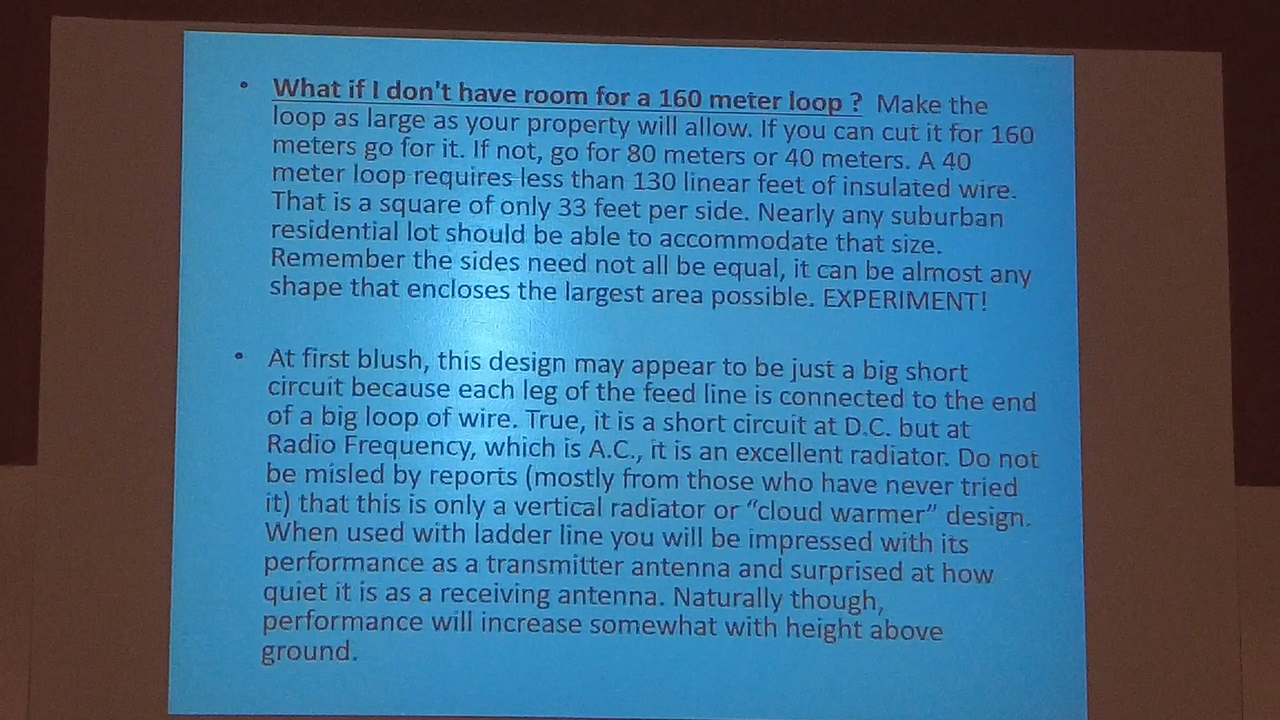 • What if I don't have room for a 160 meter loop ? Make the
loop as large as your property will allow. If you can cut it for 160
meters go for it. If not, go for 80 meters or 40 meters. A 40
meter loop requires less than 130 linear feet of insulated wire.
That is a square of only 33 feet per side. Nearly any suburban
residential lot should be able to accommodate that size.
Remember the sides need not all be equal, it can be almost any
shape that encloses the largest area possible. EXPERIMENT!
• At first blush, this design may appear to be just a big short
circuit because each leg of the feed line is connected to the end
of a big loop of wire. True, it is a short circuit at D.C. but at
Radio Frequency, which is A.C., it is an excellent radiator. Do not
be misled by reports (mostly from those who have never tried
it) that this is only a vertical radiator or “cloud warmer” design.
When used with ladder line you will be impressed with its
performance as a transmitter antenna and surprised at how
quiet it is as a receiving antenna. Naturally though,
performance will increase somewhat with height above
ground.